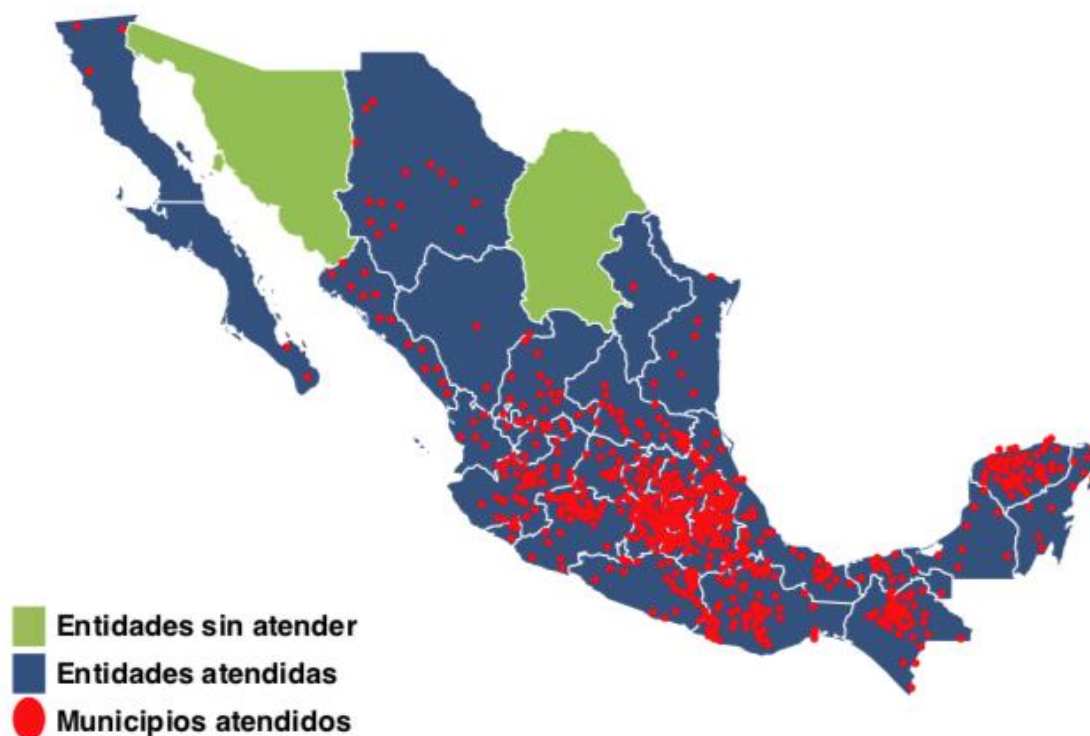 Entidades sin atender
Entidades atendidas
Municipios atendidos